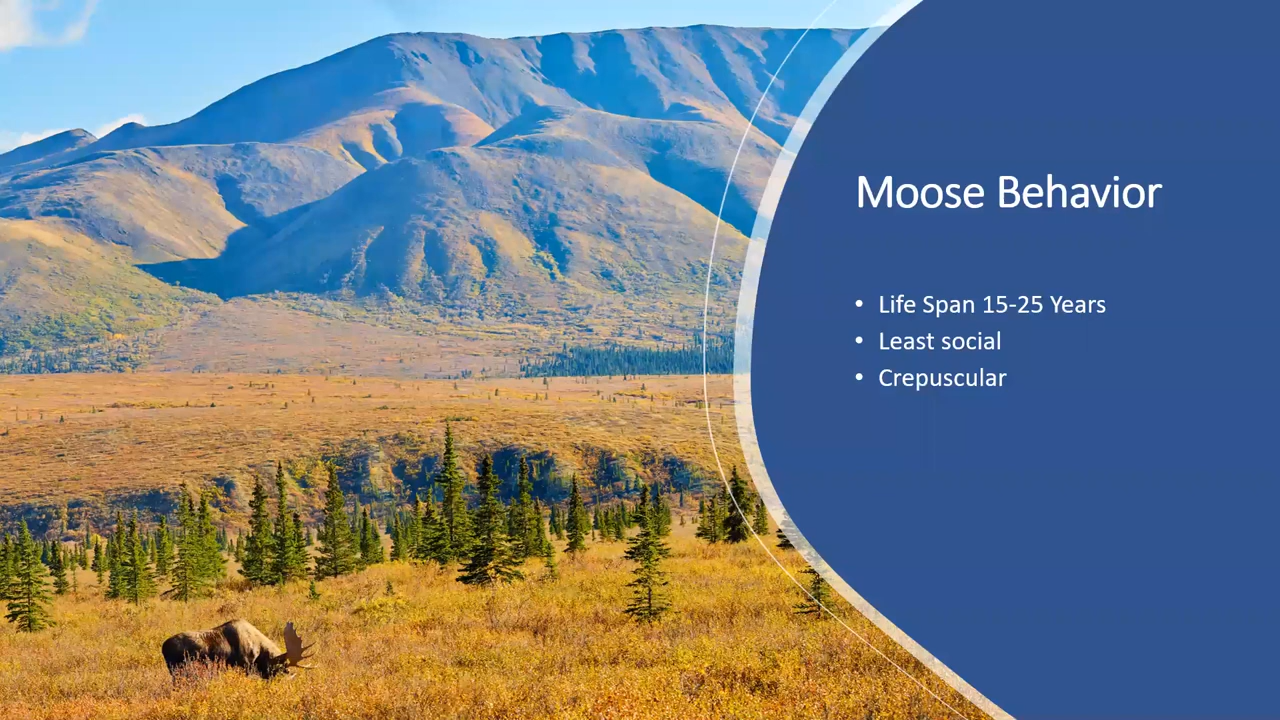 Moose Behavior
• Life Span 15-25 Years
• Least social
• Crepuscular